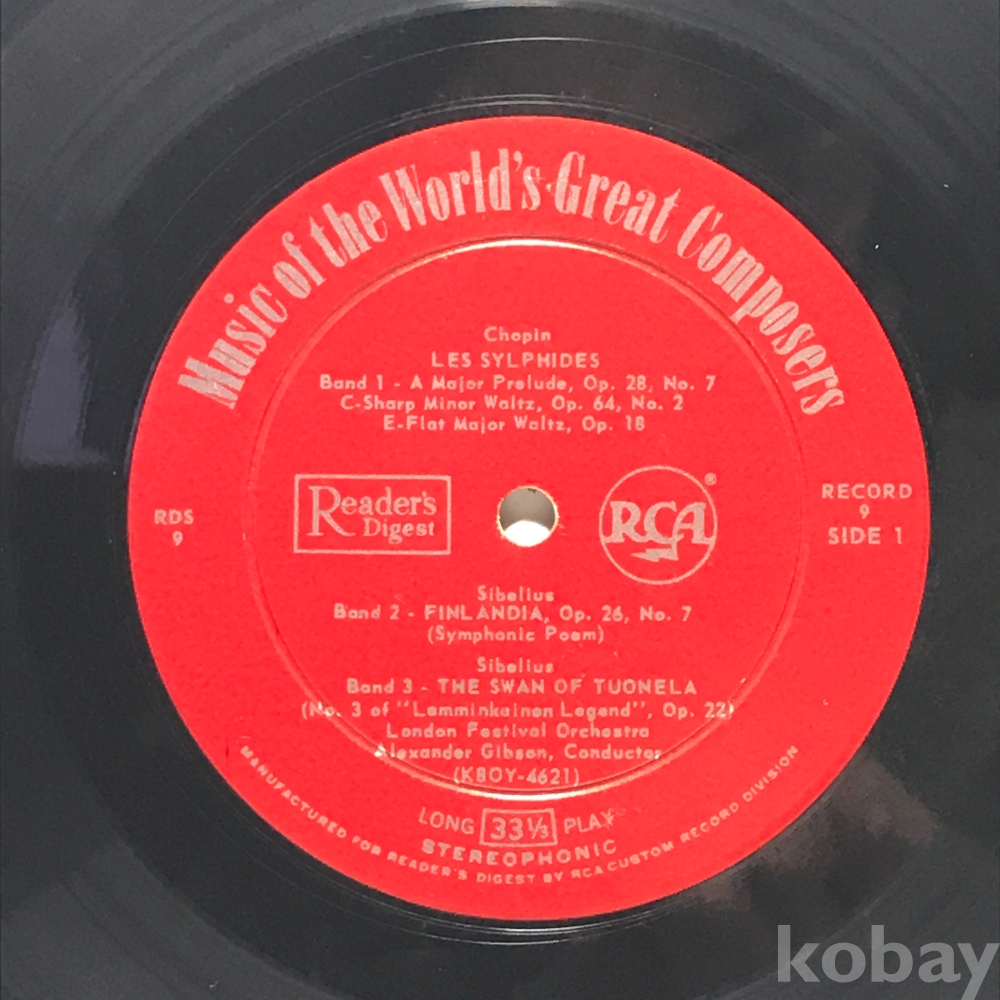 Music of the World's Great Composers
Chopin
LES SYLPHIDES
Band 1 - A Major Prelude, Op. 28, No. 7
C-Sharp Minor Waltz, Op. 64, No. 2
E-Flat Major Waltz, Op. 18
RDS
9
Reader's
Digest
RCA
®
RECORD
9
SIDE 1
Sibelius
Band 2 - FINLANDIA, Op. 26, No. 7
(Symphonic Poem)
Sibelius
Band 3 - THE SWAN OF TUONELA
(No. 3 of "Lemminkainen Legend", Op. 22)
London Festival Orchestra
Alexander Gibson, Conductor
(K8OY-4621)
LONG 33⅓ PLAY
STEREOPHONIC
MANUFACTURED FOR READER'S DIGEST BY RCA CUSTOM RECORD DIVISION
kobay